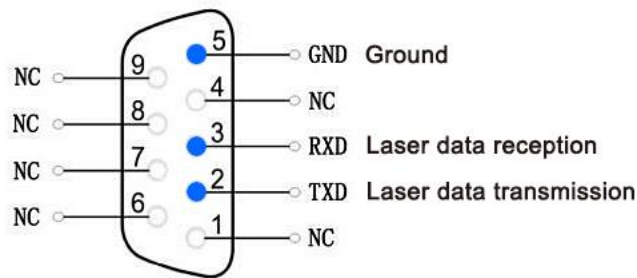 5 GND Ground
NC 9
4 NC
NC 8
3 RXD Laser data reception
NC 7
2 TXD Laser data transmission
NC 6
1 NC